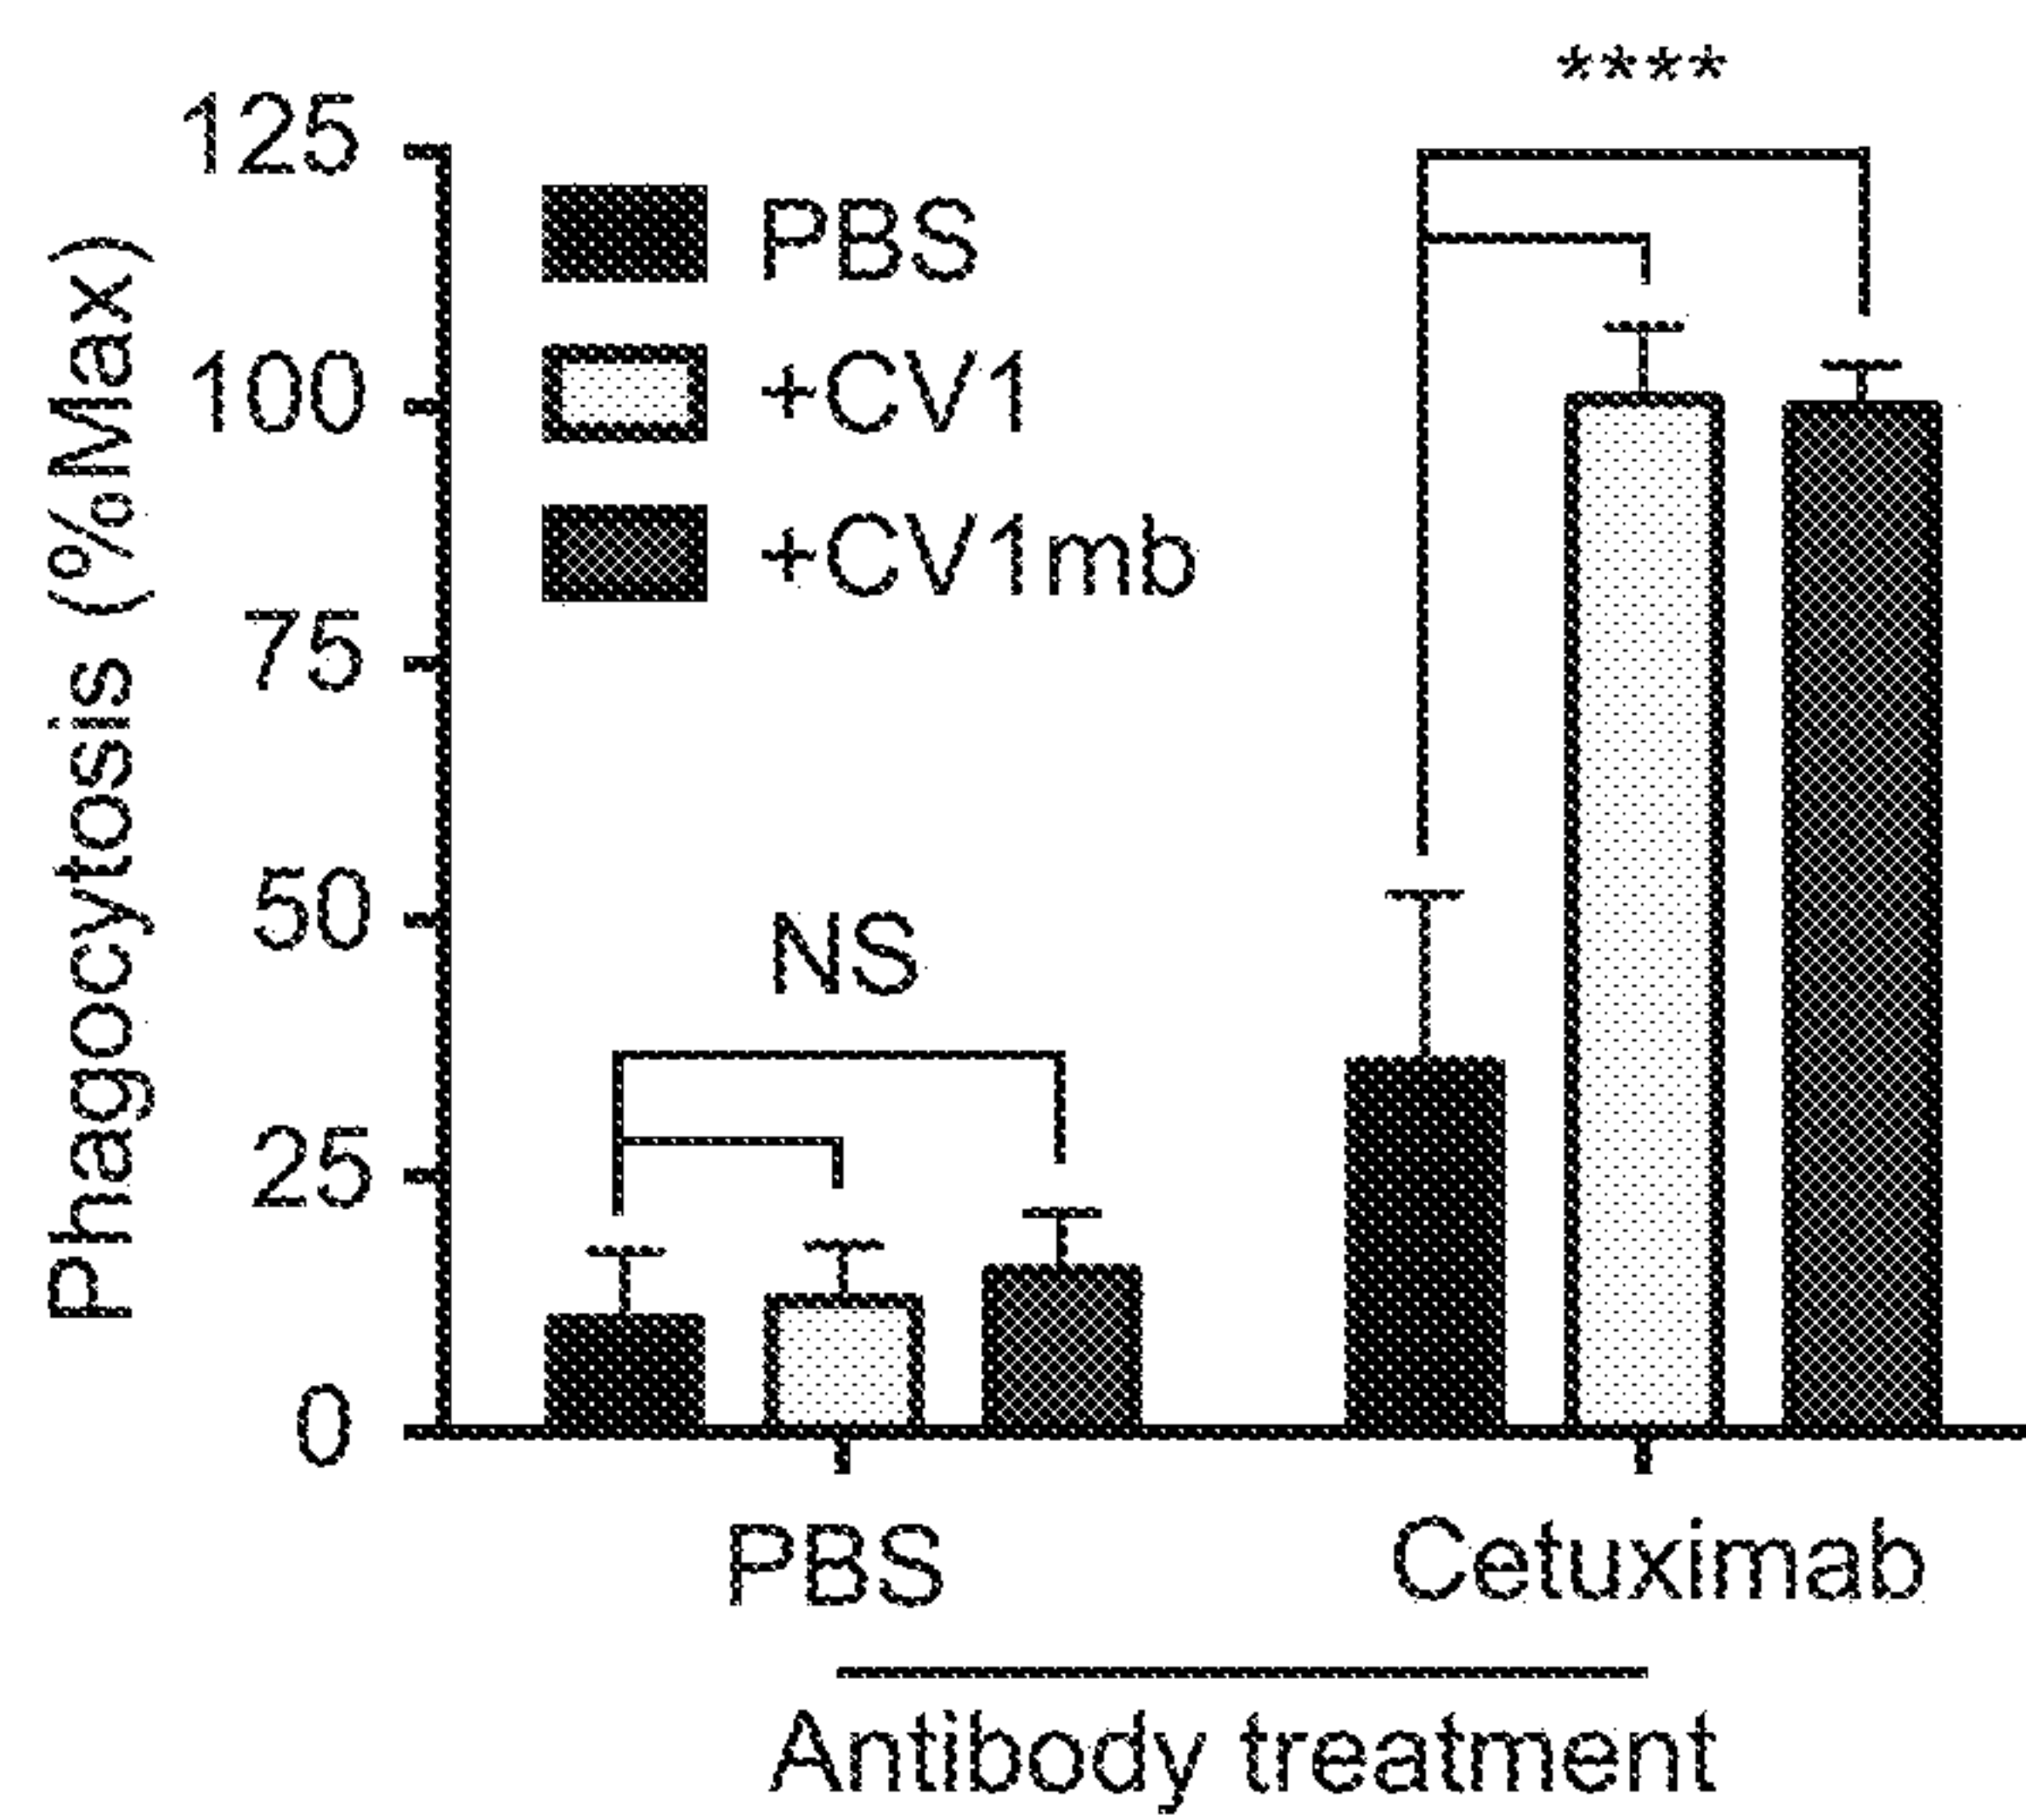 ****
125
100
75
50
25
0
Phagocytosis (%Max)
PBS
+CV1
+CV1mb
NS
PBS
Cetuximab
Antibody treatment